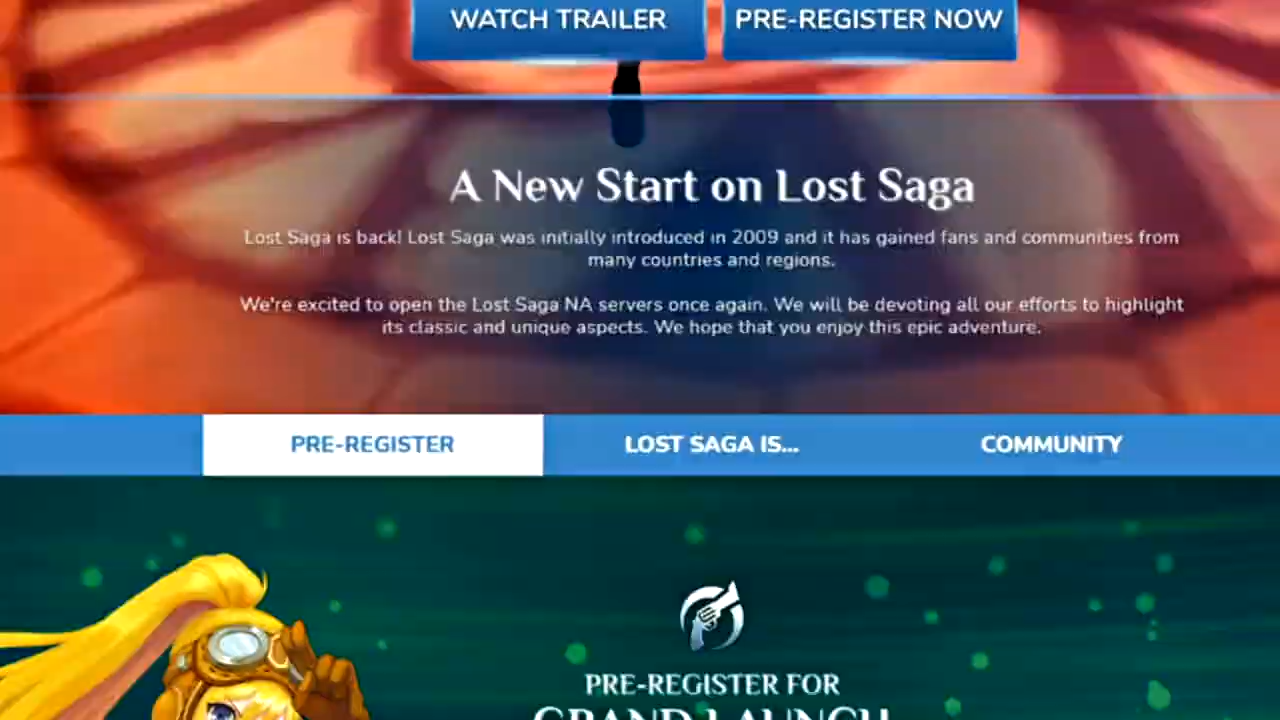 WATCH TRAILER
PRE-REGISTER NOW
A New Start on Lost Saga
Lost Saga is back! Lost Saga was initially introduced in 2009 and it has gained fans and communities from
many countries and regions.
We're excited to open the Lost Saga NA servers once again. We will be devoting all our efforts to highlight
its classic and unique aspects. We hope that you enjoy this epic adventure.
PRE-REGISTER
LOST SAGA IS...
COMMUNITY
PRE-REGISTER FOR
GRAND LAUNCH